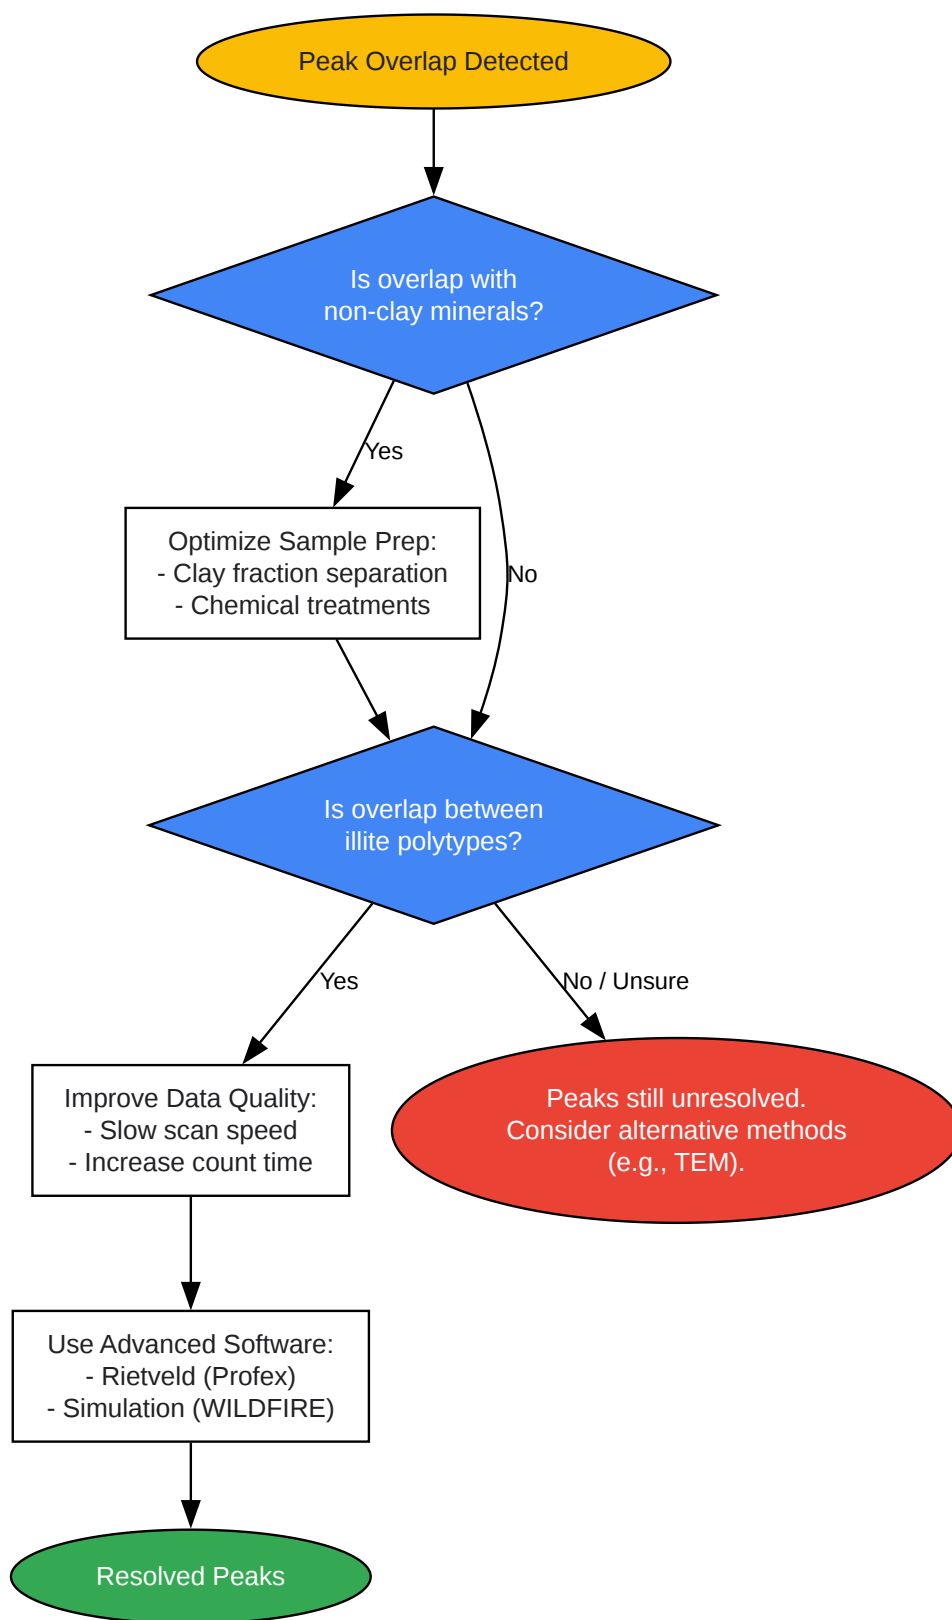 Peak Overlap Detected
Is overlap with
non-clay minerals?
Yes
Optimize Sample Prep:
- Clay fraction separation
- Chemical treatments
No
Is overlap between
illite polytypes?
Yes
No / Unsure
Improve Data Quality:
- Slow scan speed
- Increase count time
Peaks still unresolved.
Consider alternative methods
(e.g., TEM).
Use Advanced Software:
- Rietveld (Profex)
- Simulation (WILDFIRE)
Resolved Peaks